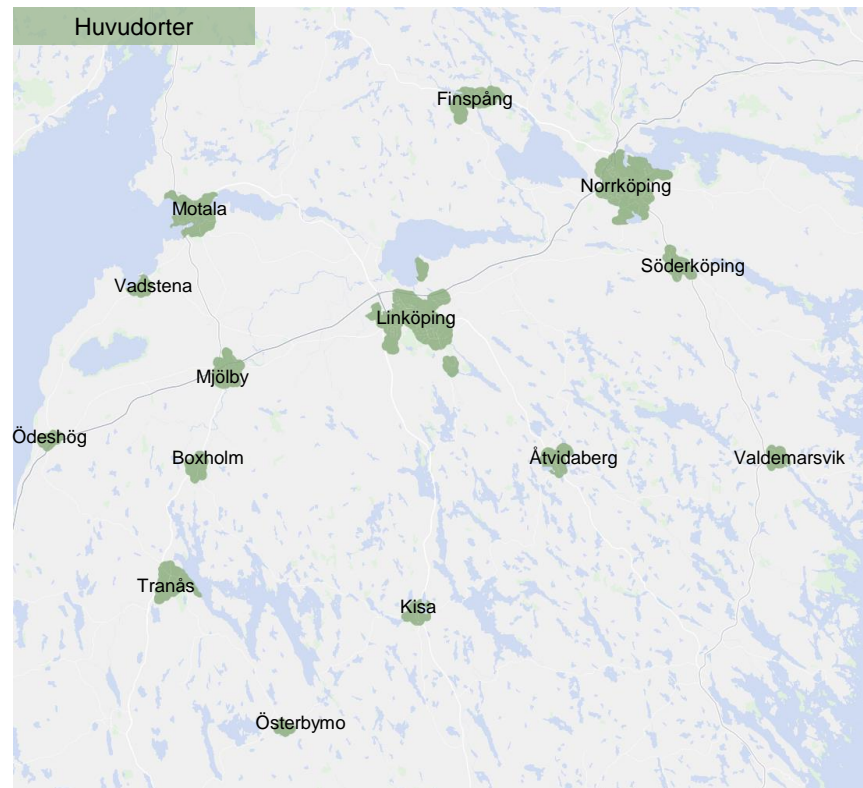 Huvudorter
Finspång
Norrköping
Motala
Söderköping
Vadstena
Linköping
Mjölby
Ödeshög
Boxholm
Åtvidaberg
Valdemarsvik
Tranås
Kisa
Österbymo